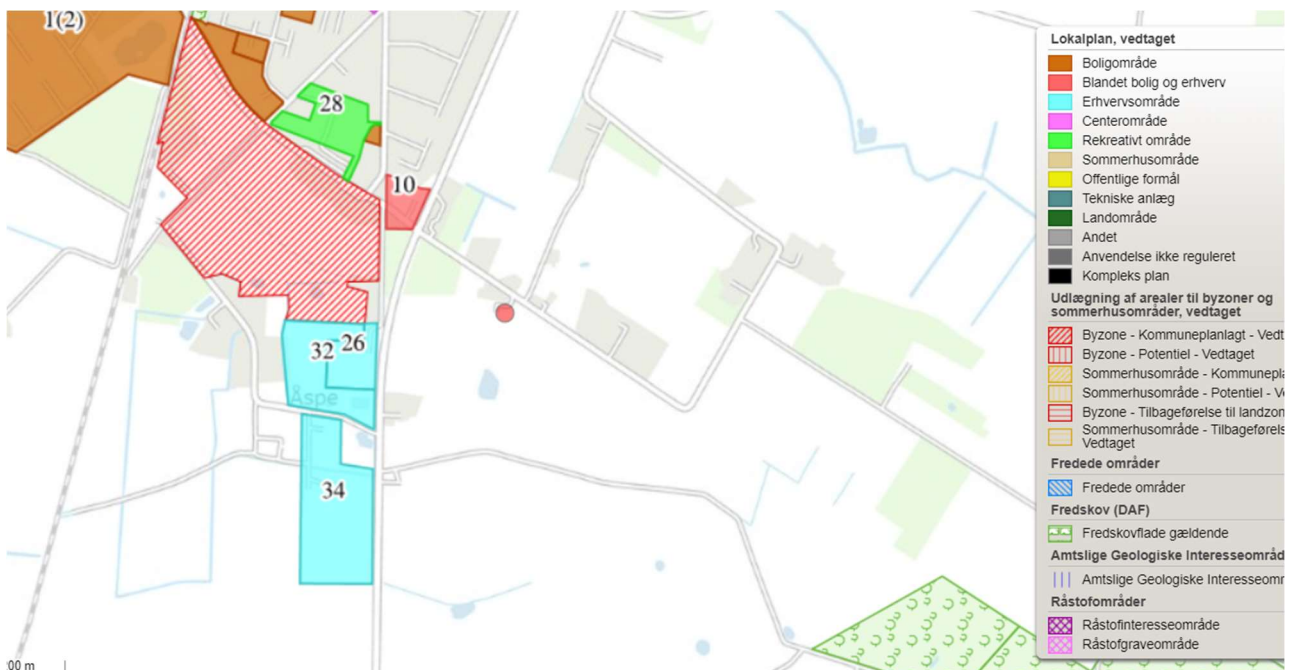 1(2)
28
10
32
26
Åspe
34
:00 m
Lokalplan, vedtaget
Boligområde
Blandet bolig og erhverv
Erhvervsområde
Centerområde
Rekreativt område
Sommerhusområde
Offentlige formål
Tekniske anlæg
Landområde
Andet
Anvendelse ikke reguleret
Kompleks plan
Udlægning af arealer til byzoner og
sommerhusområder, vedtaget
Byzone - Kommuneplanlagt - Vedt
Byzone - Potentiel - Vedtaget
Sommerhusområde - Kommunepla
Sommerhusområde - Potentiel - Ve
Byzone - Tilbageførelse til landzon
Sommerhusområde - Tilbageførels
Vedtaget
Fredede områder
Fredede områder
Fredskov (DAF)
Fredskovflade gældende
Amtslige Geologiske Interesseområd
Amtslige Geologiske Interesseomr
Råstofområder
Råstofinteresseområde
Råstofgraveområde